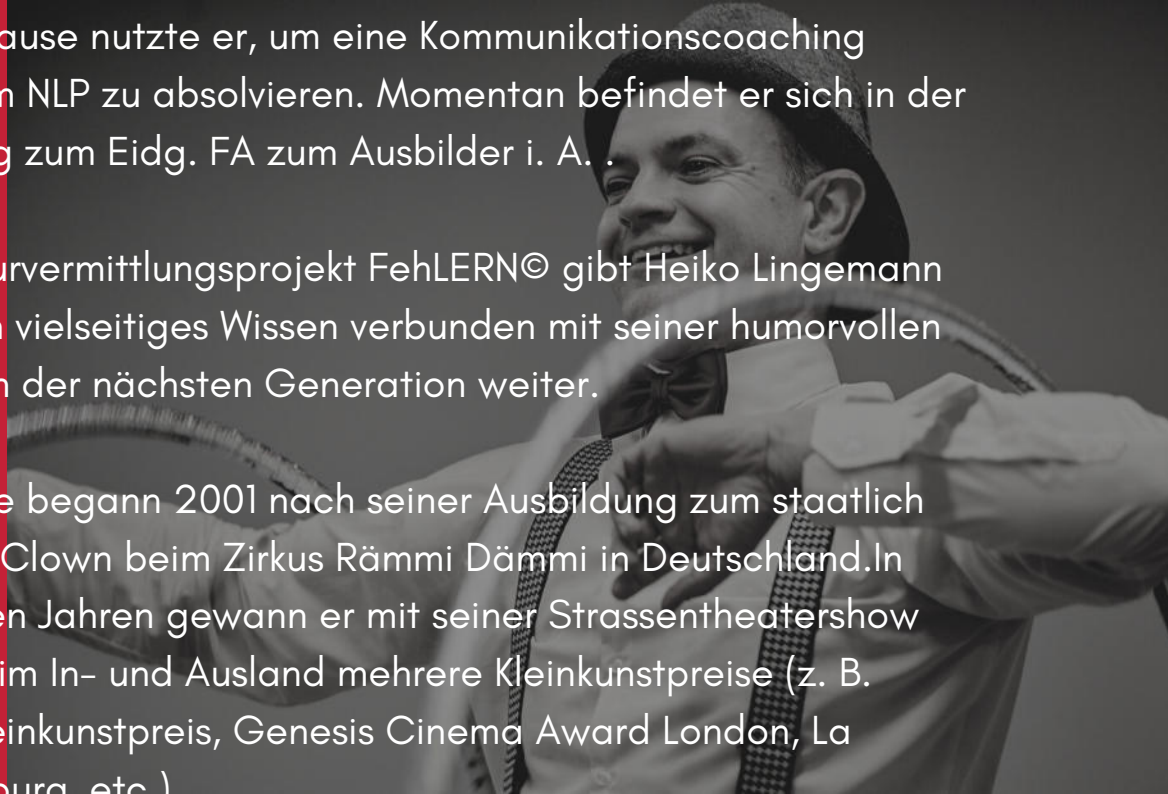 ause nutzte er, um eine Kommunikationscoaching
NLP zu absolvieren. Momentan befindet er sich in der
g zum Eidg. FA zum Ausbilder i. A. .
urvermittlungsprojekt FehLERN© gibt Heiko Lingemann
vielseitiges Wissen verbunden mit seiner humorvollen
n der nächsten Generation weiter.
e begann 2001 nach seiner Ausbildung zum staatlich
Clown beim Zirkus Rämmi Dämmi in Deutschland.In
en Jahren gewann er mit seiner Strassentheatershow
im In- und Ausland mehrere Kleinkunstpreise (z. B.
einkunstpreis, Genesis Cinema Award London, La
burg, etc.)